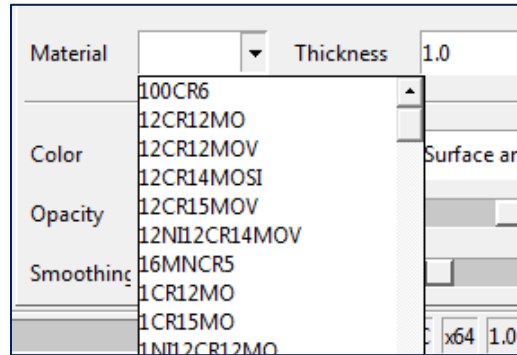 Material Thickness 1.0
100CR6
12CR12MO
12CR12MOV
Color Surface ar
12CR14MOSI
12CR15MOV
Opacity
12NI12CR14MOV
16MNCR5
Smoothing
1CR12MO
1CR15MO
x64 1.0
1NI12CR12MO